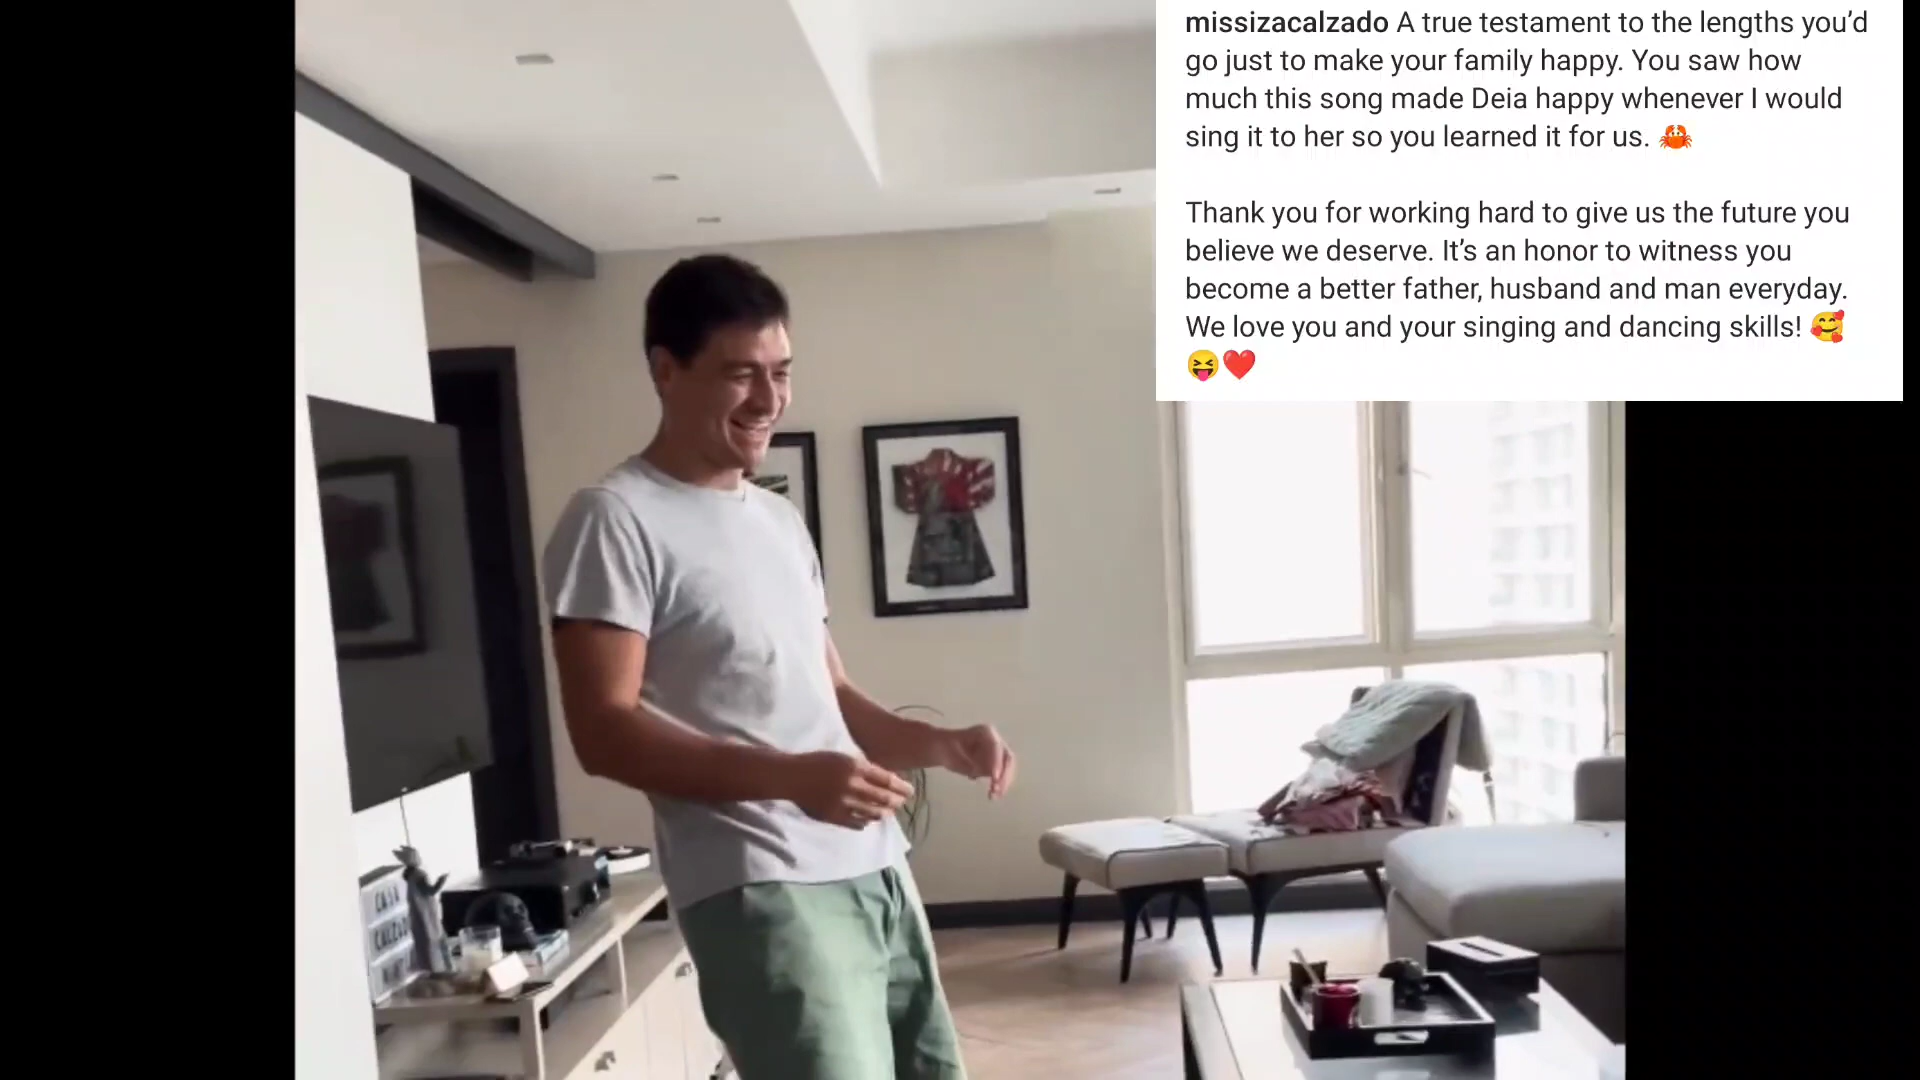 missizacalzado A true testament to the lengths you’d
go just to make your family happy. You saw how
much this song made Deia happy whenever I would
sing it to her so you learned it for us. 🦀
Thank you for working hard to give us the future you
believe we deserve. It’s an honor to witness you
become a better father, husband and man everyday.
We love you and your singing and dancing skills! 🥰
😝❤️
CASA